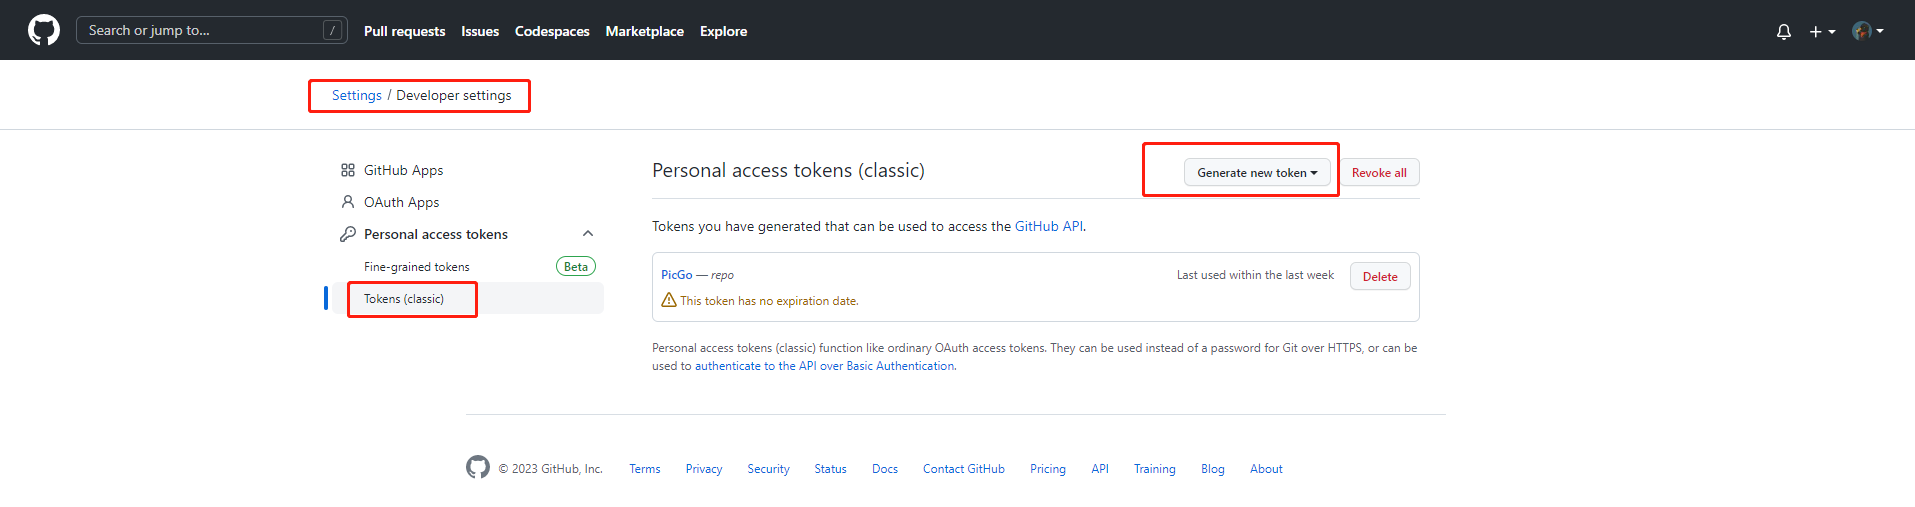 Search or jump to... /
Pull requests Issues Codespaces Marketplace Explore
Settings / Developer settings
GitHub Apps
OAuth Apps
Personal access tokens
Fine-grained tokens Beta
Tokens (classic)
Personal access tokens (classic)
Generate new token Revoke all
Tokens you have generated that can be used to access the GitHub API.
PicGo — repo Last used within the last week Delete
This token has no expiration date.
Personal access tokens (classic) function like ordinary OAuth access tokens. They can be used instead of a password for Git over HTTPS, or can be
used to authenticate to the API over Basic Authentication.
© 2023 GitHub, Inc. Terms Privacy Security Status Docs Contact GitHub Pricing API Training Blog About